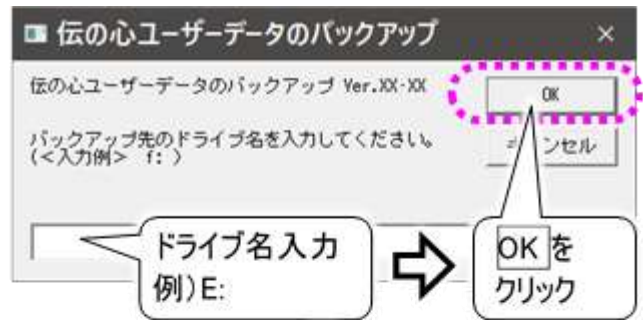 伝の心ユーザーデータのバックアップ
伝の心ユーザーデータのバックアップ Ver.XX-XX
OK
バックアップ先のドライブ名を入力してください。
(<入力例> f: )
ンセル
ドライブ名入力
例)E:
OK を
クリック